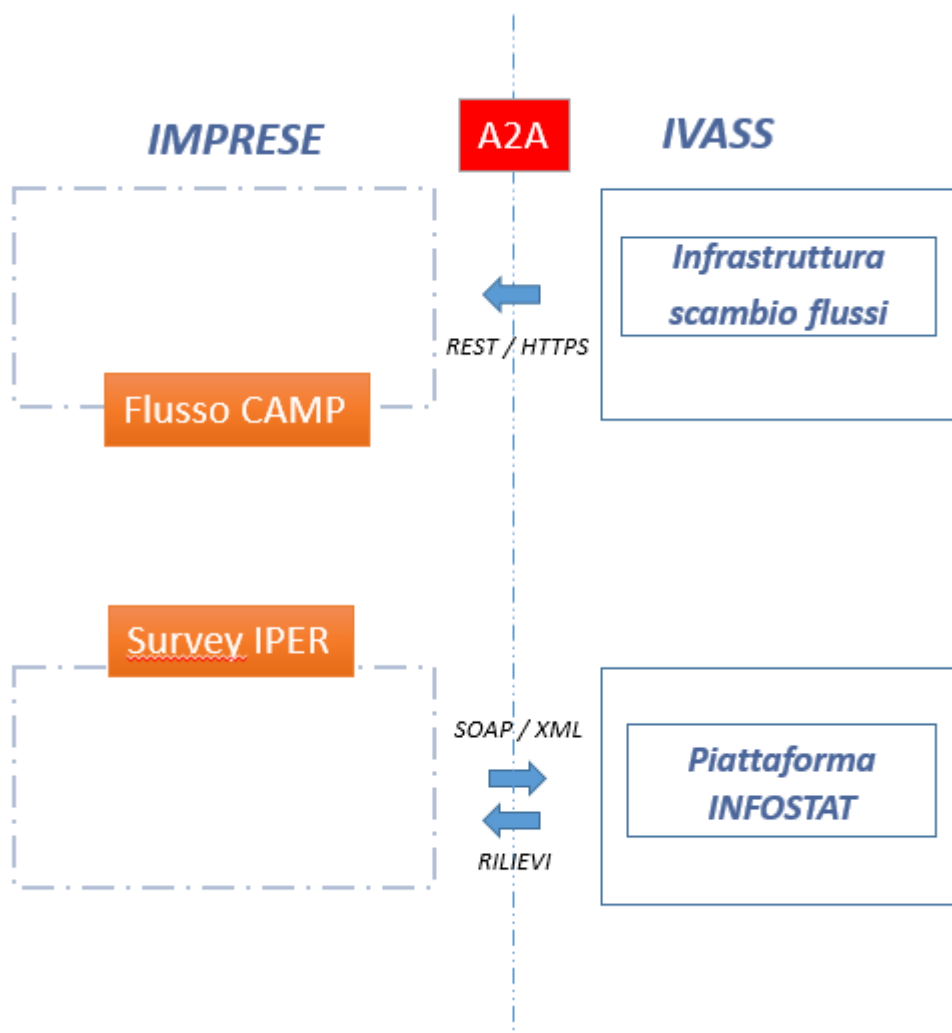 IMPRESE
A2A
IVASS
Infrastruttura
scambio flussi
REST / HTTPS
Flusso CAMP
Survey IPER
SOAP / XML
Piattaforma
INFOSTAT
RILIEVI